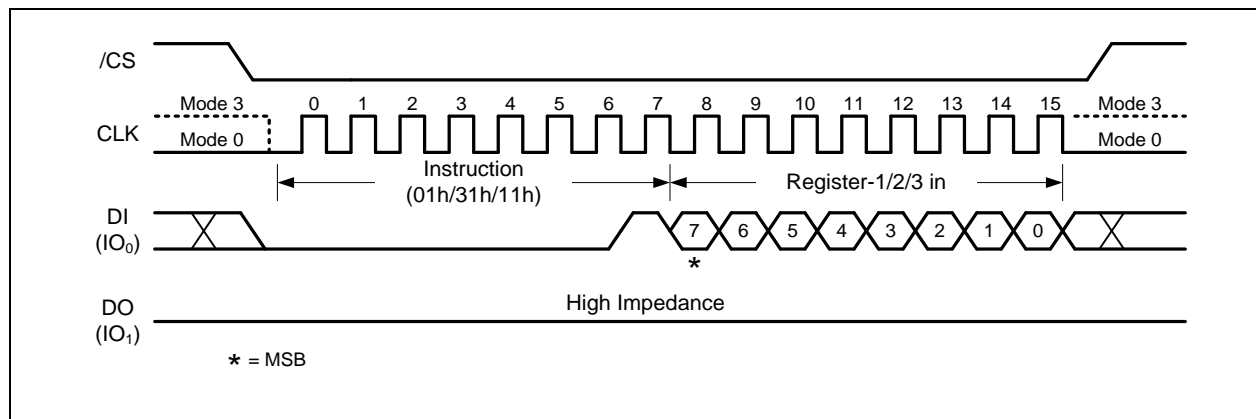 /CS
Mode 3 0 1 2 3 4 5 6 7 8 9 10 11 12 13 14 15 Mode 3
CLK
Mode 0 Mode 0
Instruction
(01h/31h/11h)
Register-1/2/3 in
DI
(IO₀)
7 6 5 4 3 2 1 0
*
High Impedance
DO
(IO₁)
* = MSB